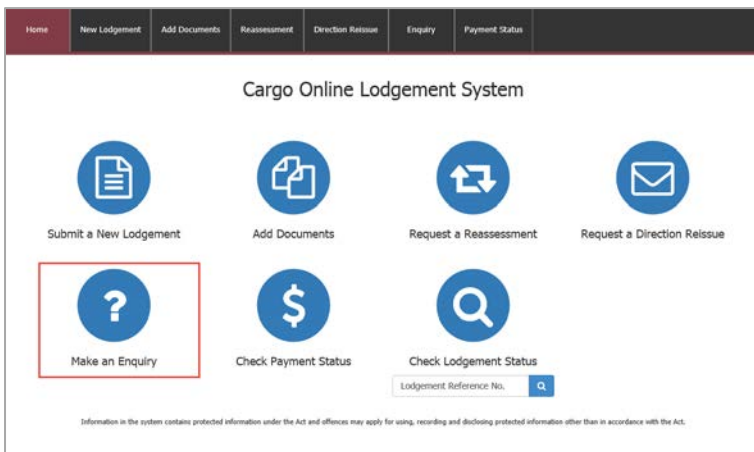 Home New Lodgement Add Documents Reassessment Direction Reissue Enquiry Payment Status
Cargo Online Lodgement System
Submit a New Lodgement Add Documents Request a Reassessment Request a Direction Reissue
? $
Make an Enquiry Check Payment Status Check Lodgement Status
Lodgement Reference No.
Information in the system contains protected information under the Act and offences may apply for using, recording and disclosing protected information other than in accordance with the Act.